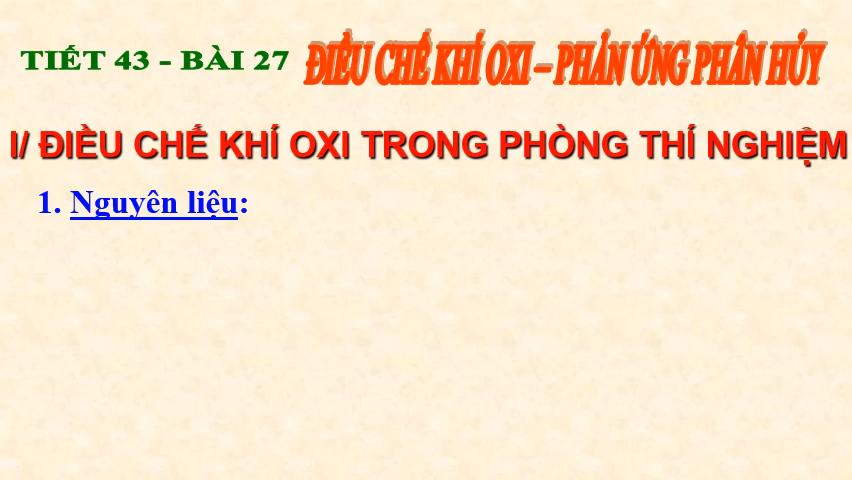 TIẾT 43 - BÀI 27 ĐIỀU CHẾ KHÍ OXI – PHẢN ỨNG PHÂN HỦY
I/ ĐIỀU CHẾ KHÍ OXI TRONG PHÒNG THÍ NGHIỆM
1. Nguyên liệu: